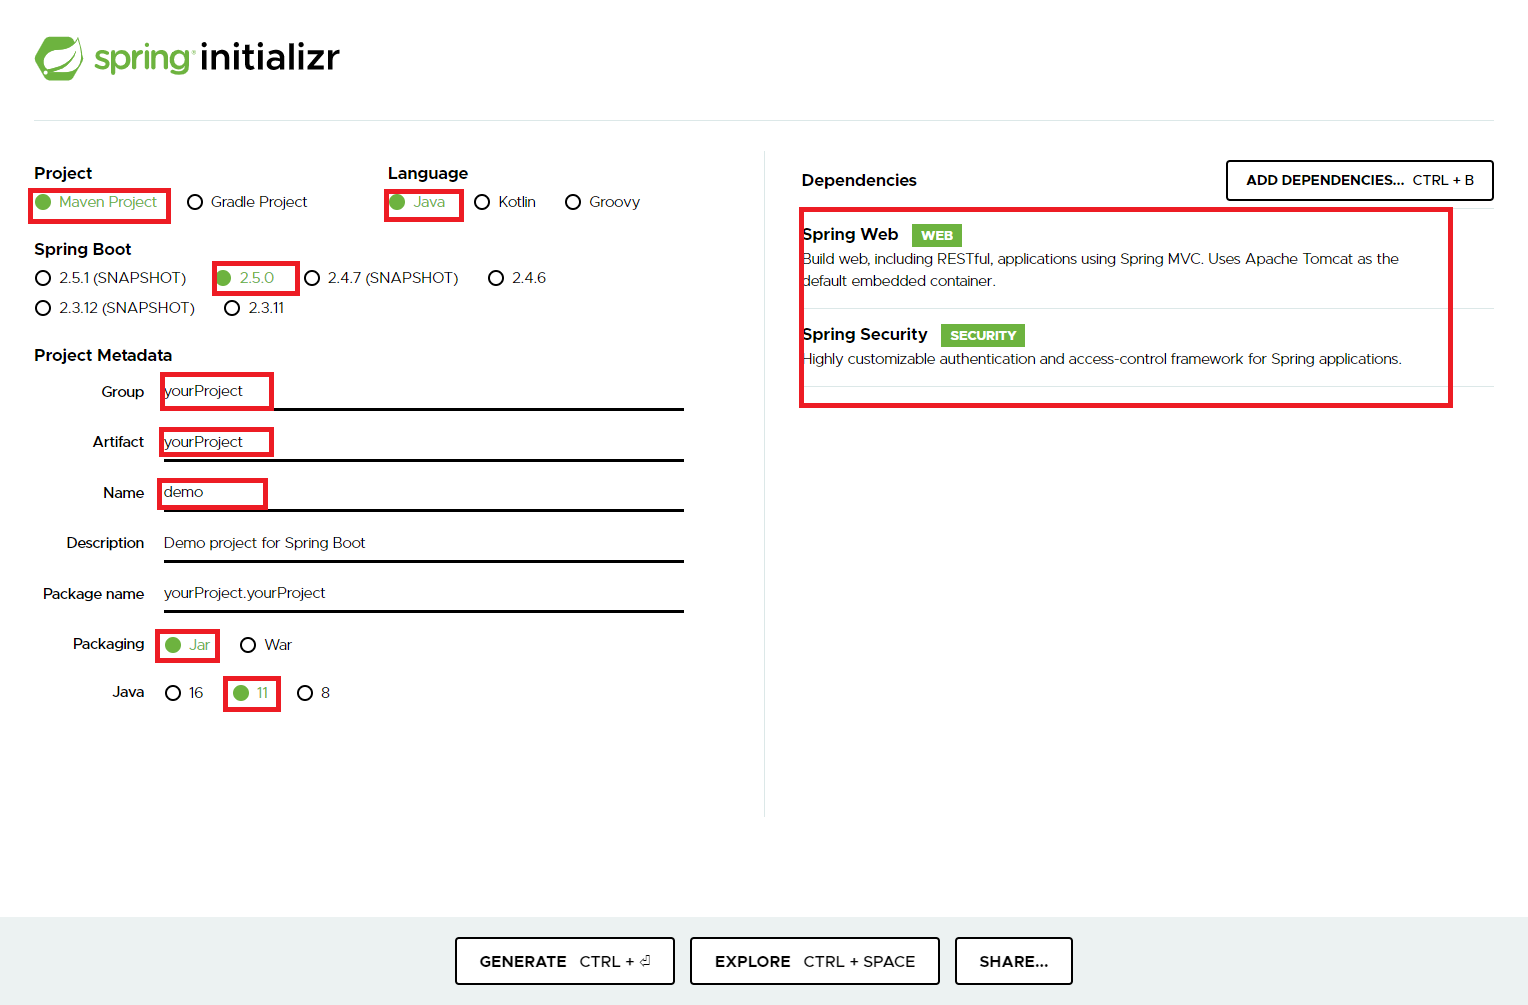 spring initializr
Project
Maven Project Gradle Project
Language
Java Kotlin Groovy
Spring Boot
2.5.1 (SNAPSHOT) 2.5.0 2.4.7 (SNAPSHOT) 2.4.6
2.3.12 (SNAPSHOT) 2.3.11
Project Metadata
Group yourProject
Artifact yourProject
Name demo
Description Demo project for Spring Boot
Package name yourProject.yourProject
Packaging Jar War
Java 16 11 8
Dependencies
ADD DEPENDENCIES... CTRL + B
Spring Web WEB
Build web, including RESTful, applications using Spring MVC. Uses Apache Tomcat as the
default embedded container.
Spring Security SECURITY
Highly customizable authentication and access-control framework for Spring applications.
GENERATE CTRL + ⏎
EXPLORE CTRL + SPACE
SHARE...